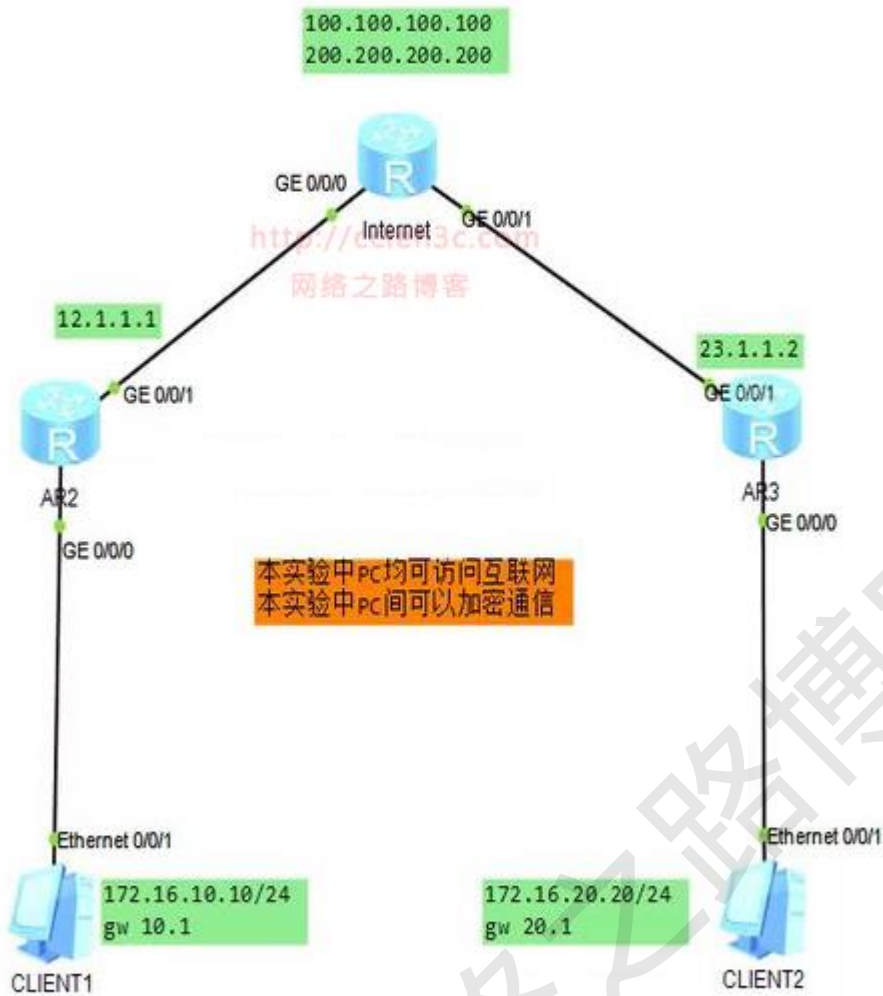 100.100.100.100
200.200.200.200
R
GE 0/0/0
Internet
GE 0/0/1
网络之路博客
12.1.1.1
GE 0/0/1
23.1.1.2
GE 0/0/1
R
R
AR2
AR3
GE 0/0/0
GE 0/0/0
本实验中PC均可访问互联网
本实验中PC间可以加密通信
Ethernet 0/0/1
Ethernet 0/0/1
172.16.10.10/24
gw 10.1
172.16.20.20/24
gw 20.1
CLIENT1
CLIENT2
路之路博